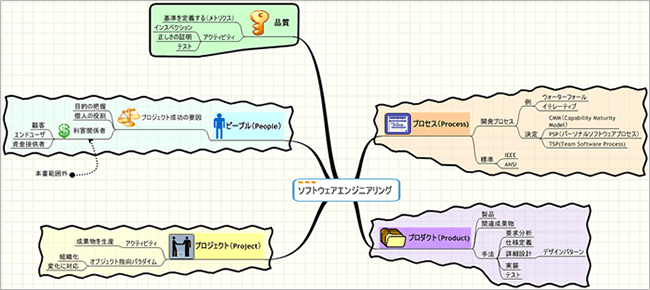 基準を定義する(メトリクス)
インスペクション
正しさの証明
テスト
アクティビティ
品質
目的の把握
個人の役割
プロジェクト成功の要因
顧客
エンドユーザ
資金提供者
利害関係者
ピープル(People)
本書範囲外
プロセス(Process)
開発プロセス
例
ウォーターフォール
イテレーティブ
決定
CMM(Capability Maturity
Model)
PSP(パーソナルソフトウェアプロセス)
TSP(Team Software Process)
標準
IEEE
ANSI
ソフトウェアエンジニアリング
成果物を生産
アクティビティ
組織化
変化に対応
オブジェクト指向パラダイム
プロジェクト(Project)
プロダクト(Product)
製品
関連成果物
手法
要求分析
仕様定義
詳細設計
デザインパターン
実装
テスト